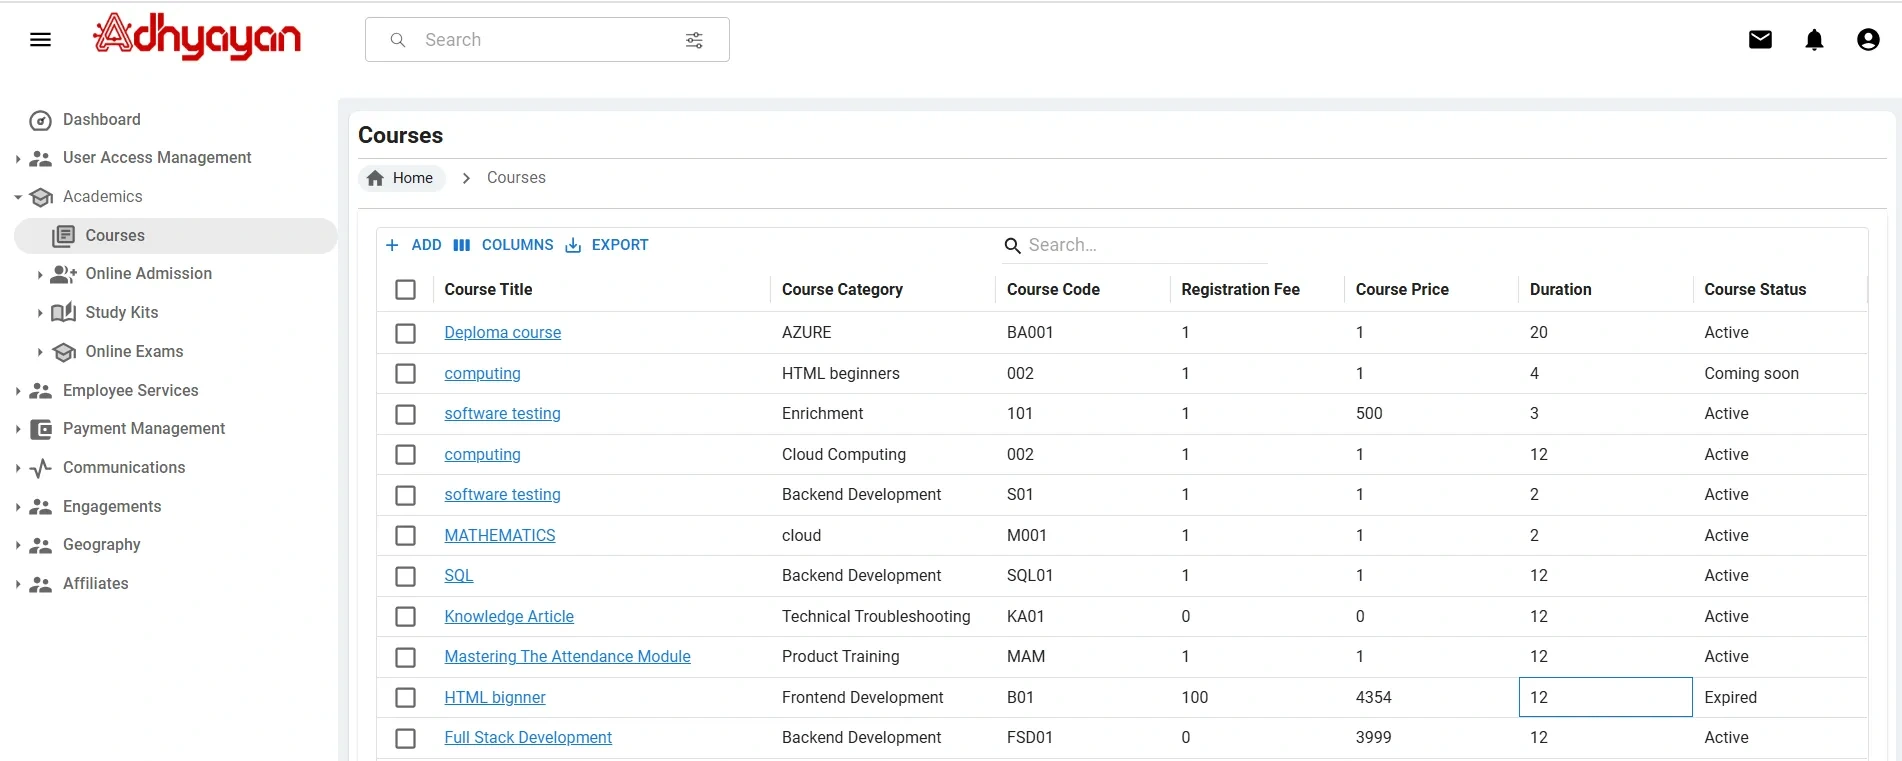 Adhyayan
Search
Dashboard
User Access Management
Academics
Courses
Online Admission
Study Kits
Online Exams
Employee Services
Payment Management
Communications
Engagements
Geography
Affiliates
Courses
Home > Courses
+ ADD COLUMNS EXPORT Search...
Course Title Course Category Course Code Registration Fee Course Price Duration Course Status
Deploma course AZURE BA001 1 1 20 Active
computing HTML beginners 002 1 1 4 Coming soon
software testing Enrichment 101 1 500 3 Active
computing Cloud Computing 002 1 1 12 Active
software testing Backend Development S01 1 1 2 Active
MATHEMATICS cloud M001 1 1 2 Active
SQL Backend Development SQL01 1 1 12 Active
Knowledge Article Technical Troubleshooting KA01 0 0 12 Active
Mastering The Attendance Module Product Training MAM 1 1 12 Active
HTML bignner Frontend Development B01 100 4354 12 Expired
Full Stack Development Backend Development FSD01 0 3999 12 Active